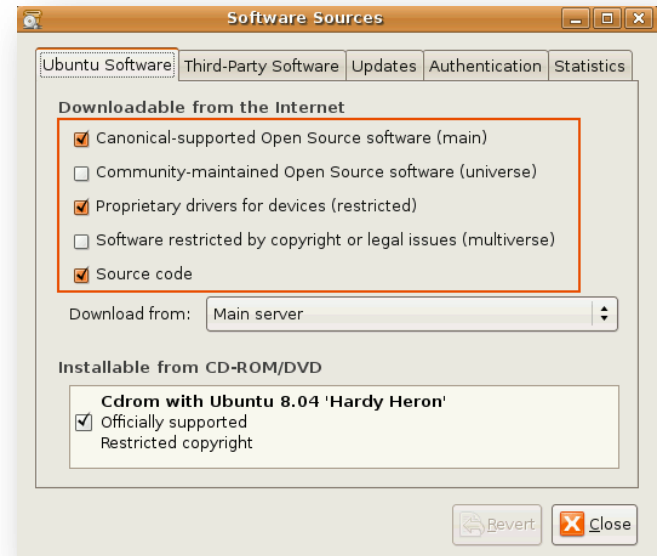 Software Sources
Ubuntu Software
Third-Party Software
Updates
Authentication
Statistics
Downloadable from the Internet
Canonical-supported Open Source software (main)
Community-maintained Open Source software (universe)
Proprietary drivers for devices (restricted)
Software restricted by copyright or legal issues (multiverse)
Source code
Download from: Main server
Installable from CD-ROM/DVD
Cdrom with Ubuntu 8.04 'Hardy Heron'
Officially supported
Restricted copyright
Revert
Close